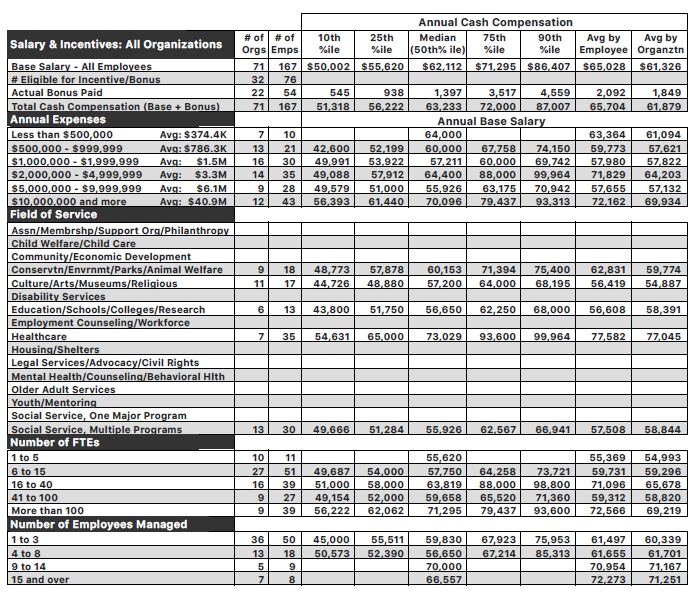 Annual Cash Compensation
Salary & Incentives: All Organizations # of Orgs # of Emps 10th %ile 25th %ile Median (50th% ile) 75th %ile 90th %ile Avg by Employee Avg by Organztn
Base Salary - All Employees 71 167 $50,002 $55,620 $62,112 $71,295 $86,407 $65,028 $61,326
# Eligible for Incentive/Bonus 32 76
Actual Bonus Paid 22 54 545 938 1,397 3,517 4,559 2,092 1,849
Total Cash Compensation (Base + Bonus) 71 167 51,318 56,222 63,233 72,000 87,007 65,704 61,879
Annual Expenses Annual Base Salary
Less than $500,000 Avg: $374.4K 7 10 64,000 63,364 61,094
$500,000 - $999,999 Avg: $786.3K 13 21 42,600 52,199 60,000 67,758 74,150 59,773 57,621
$1,000,000 - $1,999,999 Avg: $1.5M 16 30 49,991 53,922 57,211 60,000 69,742 57,980 57,822
$2,000,000 - $4,999,999 Avg: $3.3M 14 35 49,088 57,912 64,400 88,000 99,964 71,829 64,203
$5,000,000 - $9,999,999 Avg: $6.1M 9 28 49,579 51,000 55,926 63,175 70,942 57,655 57,132
$10,000,000 and more Avg: $40.9M 12 43 56,393 61,440 70,096 79,437 93,313 72,162 69,934
Field of Service
Assn/Membrshp/Support Org/Philanthropy
Child Welfare/Child Care
Community/Economic Development
Conservtn/Envrnmt/Parks/Animal Welfare 9 18 48,773 57,878 60,153 71,394 75,400 62,831 59,774
Culture/Arts/Museums/Religious 11 17 44,726 48,880 57,200 64,000 68,195 56,419 54,887
Disability Services
Education/Schools/Colleges/Research 6 13 43,800 51,750 56,650 62,250 68,000 56,608 58,391
Employment Counseling/Workforce
Healthcare 7 35 54,631 65,000 73,029 93,600 99,964 77,582 77,045
Housing/Shelters
Legal Services/Advocacy/Civil Rights
Mental Health/Counseling/Behavioral Hlth
Older Adult Services
Youth/Mentoring
Social Service, One Major Program
Social Service, Multiple Programs 13 30 49,666 51,284 55,926 62,567 66,941 57,508 58,844
Number of FTEs
1 to 5 10 11 55,620 55,369 54,993
6 to 15 27 51 49,687 54,000 57,750 64,258 73,721 59,731 59,296
16 to 40 16 39 51,000 58,000 63,819 88,000 98,800 71,096 65,678
41 to 100 9 27 49,154 52,000 59,658 65,520 71,360 59,312 58,820
More than 100 9 39 56,222 62,062 71,295 79,437 93,600 72,566 69,219
Number of Employees Managed
1 to 3 36 50 45,000 55,511 59,830 67,923 75,953 61,497 60,339
4 to 8 13 18 50,573 52,390 56,650 67,214 85,313 61,655 61,701
9 to 14 5 9 70,000 70,954 71,167
15 and over 7 8 66,557 72,273 71,251